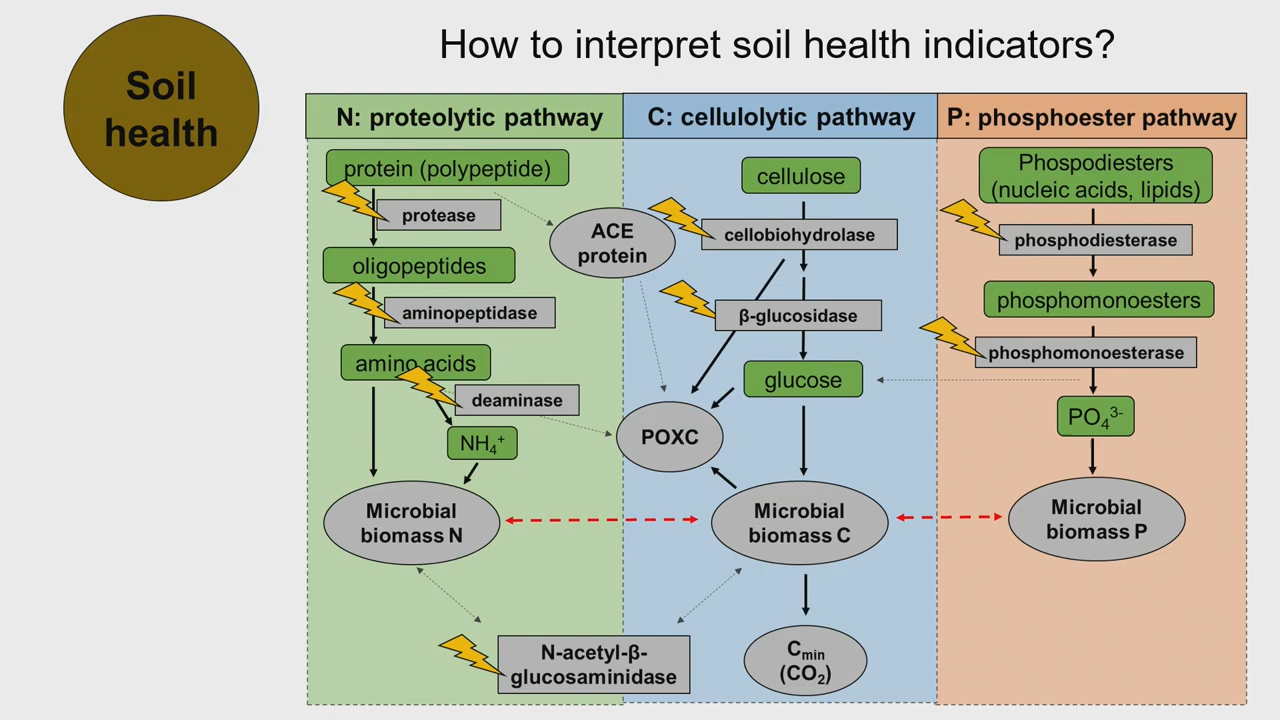 Soil
health
How to interpret soil health indicators?
N: proteolytic pathway
C: cellulolytic pathway
P: phosphoester pathway
protein (polypeptide)
protease
oligopeptides
aminopeptidase
amino acids
deaminase
NH₄⁺
Microbial
biomass N
ACE
protein
cellulose
cellobiohydrolase
β-glucosidase
glucose
POXC
Microbial
biomass C
N-acetyl-β-
glucosaminidase
Cₘᵢₙ
(CO₂)
Phospodiesters
(nucleic acids, lipids)
phosphodiesterase
phosphomonoesters
phosphomonoesterase
PO₄³⁻
Microbial
biomass P